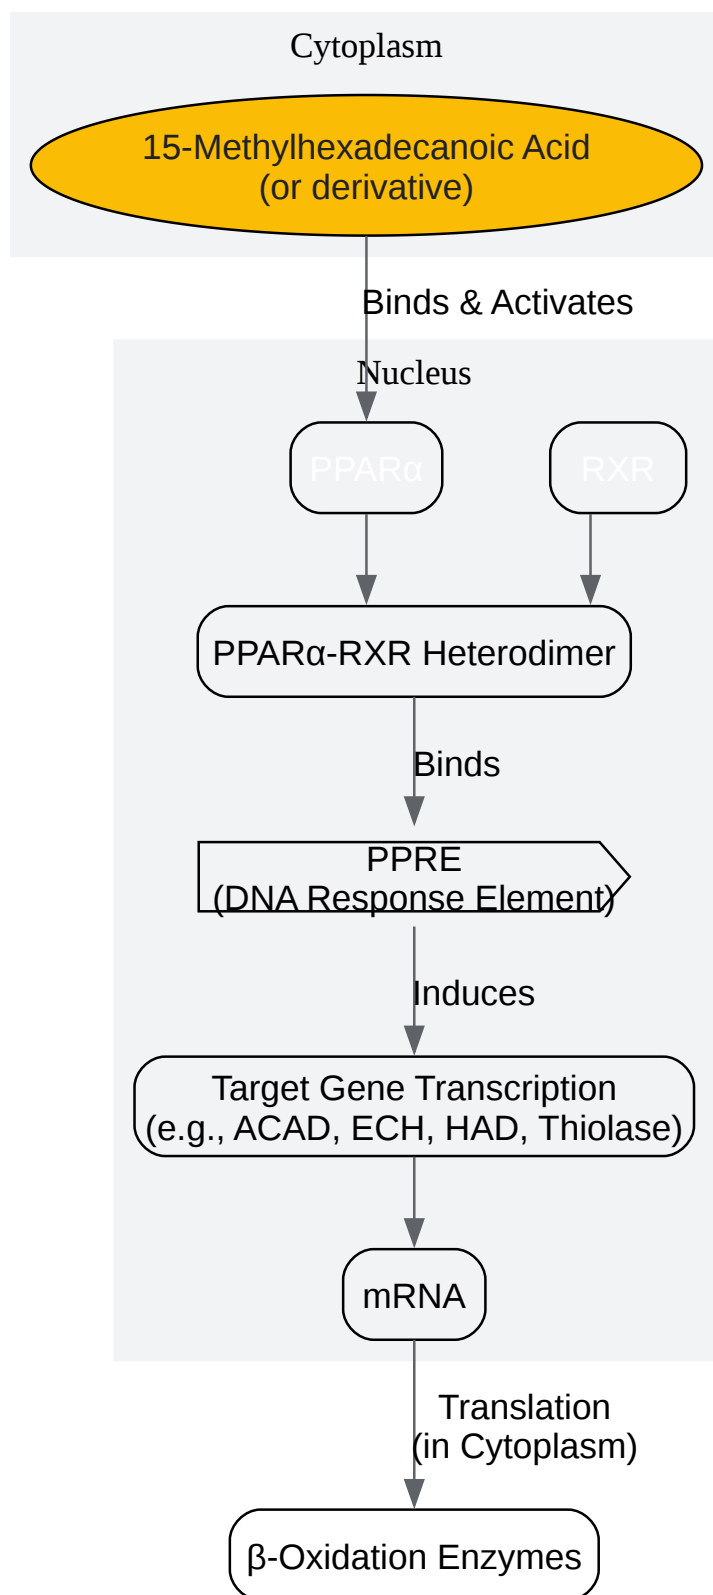 Cytoplasm
15-Methylhexadecanoic Acid
(or derivative)
Binds & Activates
Nucleus
PPARα
RXR
PPARα-RXR Heterodimer
Binds
PPRE
(DNA Response Element)
Induces
Target Gene Transcription
(e.g., ACAD, ECH, HAD, Thiolase)
mRNA
Translation
(in Cytoplasm)
β-Oxidation Enzymes